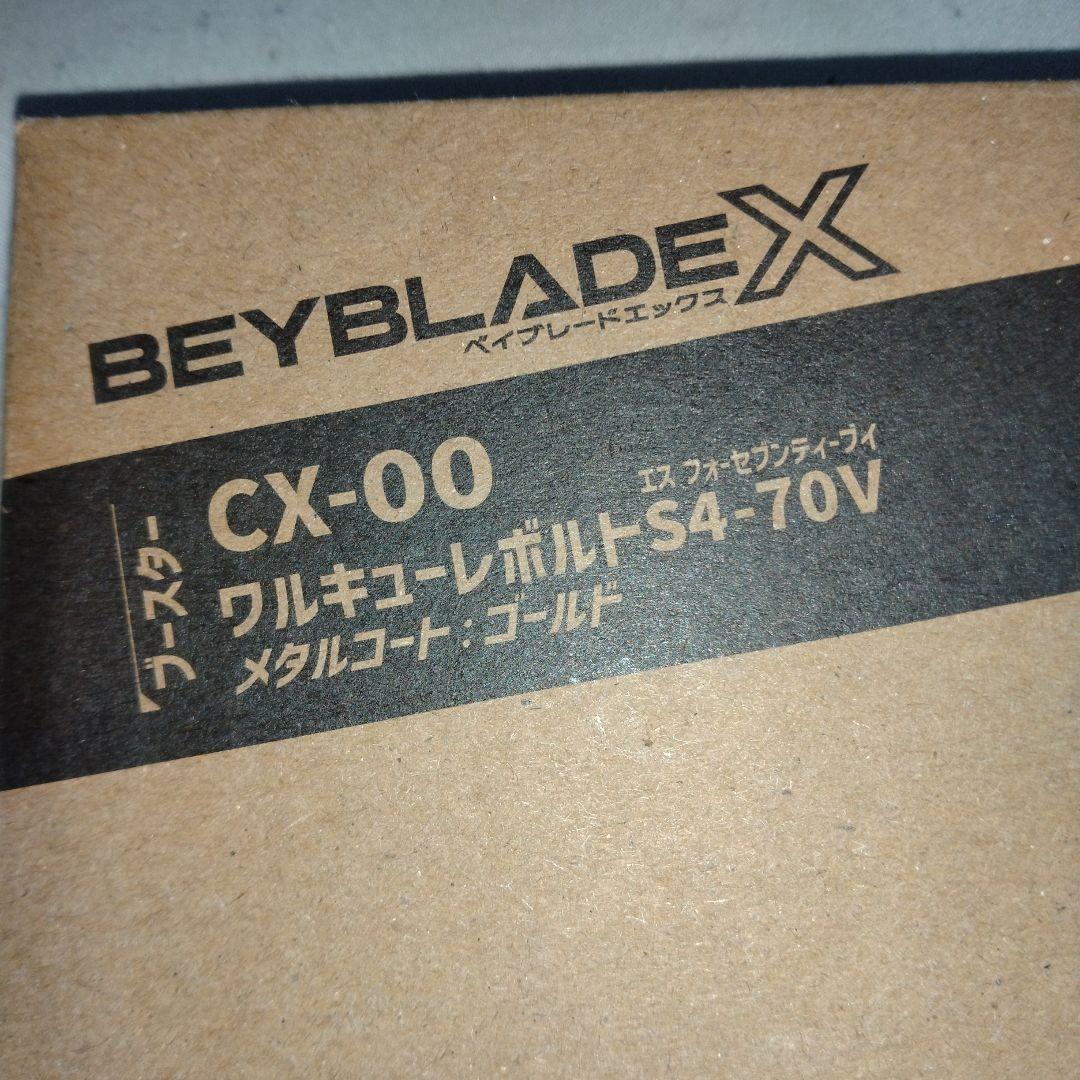 BEYBLADE X
ベイブレードエックス
ブースター
CX-00
エス フォーセブンティーブイ
ワルキューレボルトS4-70V
メタルコート:ゴールド